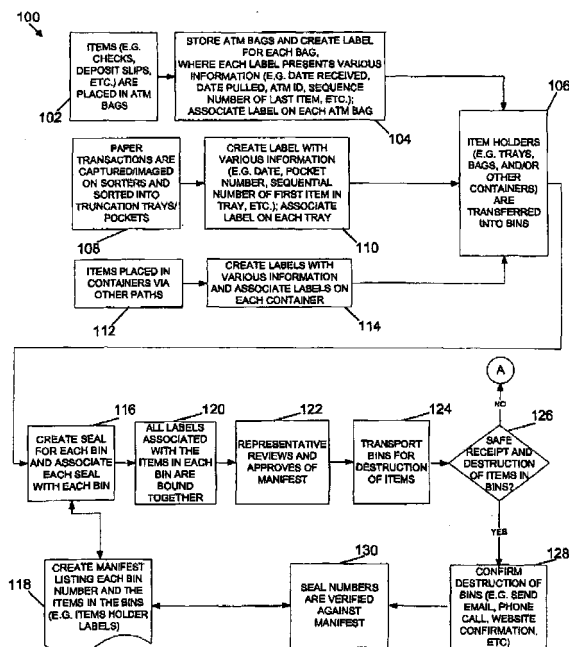 100
ITEMS (E.G.
CHECKS,
DEPOSIT SLIPS,
ETC.) ARE
PLACED IN ATM
BAGS
102
STORE ATM BAGS AND CREATE LABEL
FOR EACH BAG,
WHERE EACH LABEL PRESENTS VARIOUS
INFORMATION (E.G. DATE RECEIVED,
DATE PULLED, ATM ID, SEQUENCE
NUMBER OF LAST ITEM, ETC.);
ASSOCIATE LABEL ON EACH ATM BAG
104
106
ITEM HOLDERS
(E.G. TRAYS,
BAGS, AND/OR
OTHER
CONTAINERS)
ARE
TRANSFERRED
INTO BINS
PAPER
TRANSACTIONS ARE
CAPTURED/IMAGED
ON SORTERS AND
SORTED INTO
TRUNCATION TRAYS/
POCKETS
108
CREATE LABEL WITH
VARIOUS INFORMATION
(E.G. DATE, POCKET
NUMBER, SEQUENTIAL
NUMBER OF FIRST ITEM IN
TRAY, ETC.); ASSOCIATE
LABEL ON EACH TRAY
110
ITEMS PLACED IN
CONTAINERS VIA
OTHER PATHS
112
CREATE LABELS WITH
VARIOUS INFORMATION
AND ASSOCIATE LABELS ON
EACH CONTAINER
114
116
CREATE SEAL
FOR EACH BIN
AND ASSOCIATE
EACH SEAL
WITH EACH BIN
120
ALL LABELS
ASSOCIATED
WITH THE
ITEMS IN EACH
BIN ARE
BOUND
TOGETHER
122
REPRESENTATIVE
REVIEWS AND
APPROVES OF
MANIFEST
124
TRANSPORT
BINS FOR
DESTRUCTION
OF ITEMS
A
NO
126
SAFE
RECEIPT AND
DESTRUCTION
OF ITEMS IN
BINS?
YES
128
CONFIRM
DESTRUCTION OF
BINS (E.G. SEND
EMAIL, PHONE
CALL, WEBSITE
CONFIRMATION,
ETC)
130
SEAL NUMBERS
ARE VERIFIED
AGAINST
MANIFEST
118
CREATE MANIFEST
LISTING EACH BIN
NUMBER AND THE
ITEMS IN THE BINS
(E.G. ITEMS HOLDER
LABELS)